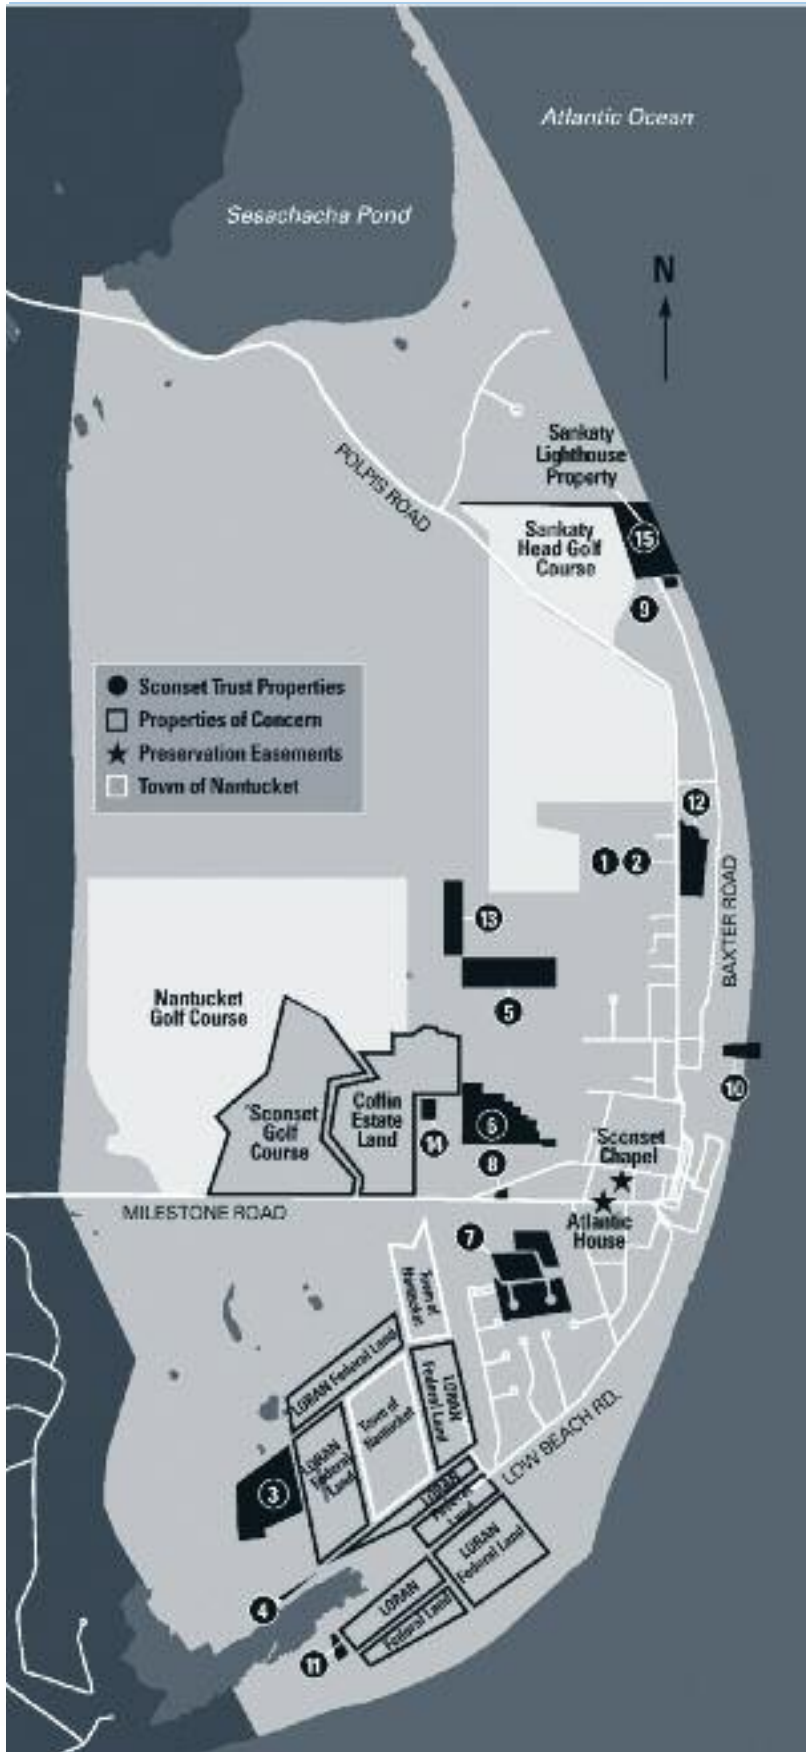 Atlantic Ocean
Sesachacha Pond
N
Sankaty
Lighthouse
Property
POLPIS ROAD
Sankaty
Head Golf
Course
15
9
Sconset Trust Properties
Properties of Concern
Preservation Easements
Town of Nantucket
12
1 2
BAXTER ROAD
13
5
Nantucket
Golf Course
10
'Sconset
Golf
Course
Coffin
Estate
Land
14
6
8
Sconset
Chapel
MILESTONE ROAD
Atlantic
House
7
Town of
Nantucket
LORAN Federal Land
LORAN
Federal Land
Town of
Nantucket
LORAN
Federal
Land
3
LOW BEACH RD.
LORAN
Federal
Land
LORAN
Federal Land
4
LORAN
Federal Land
11